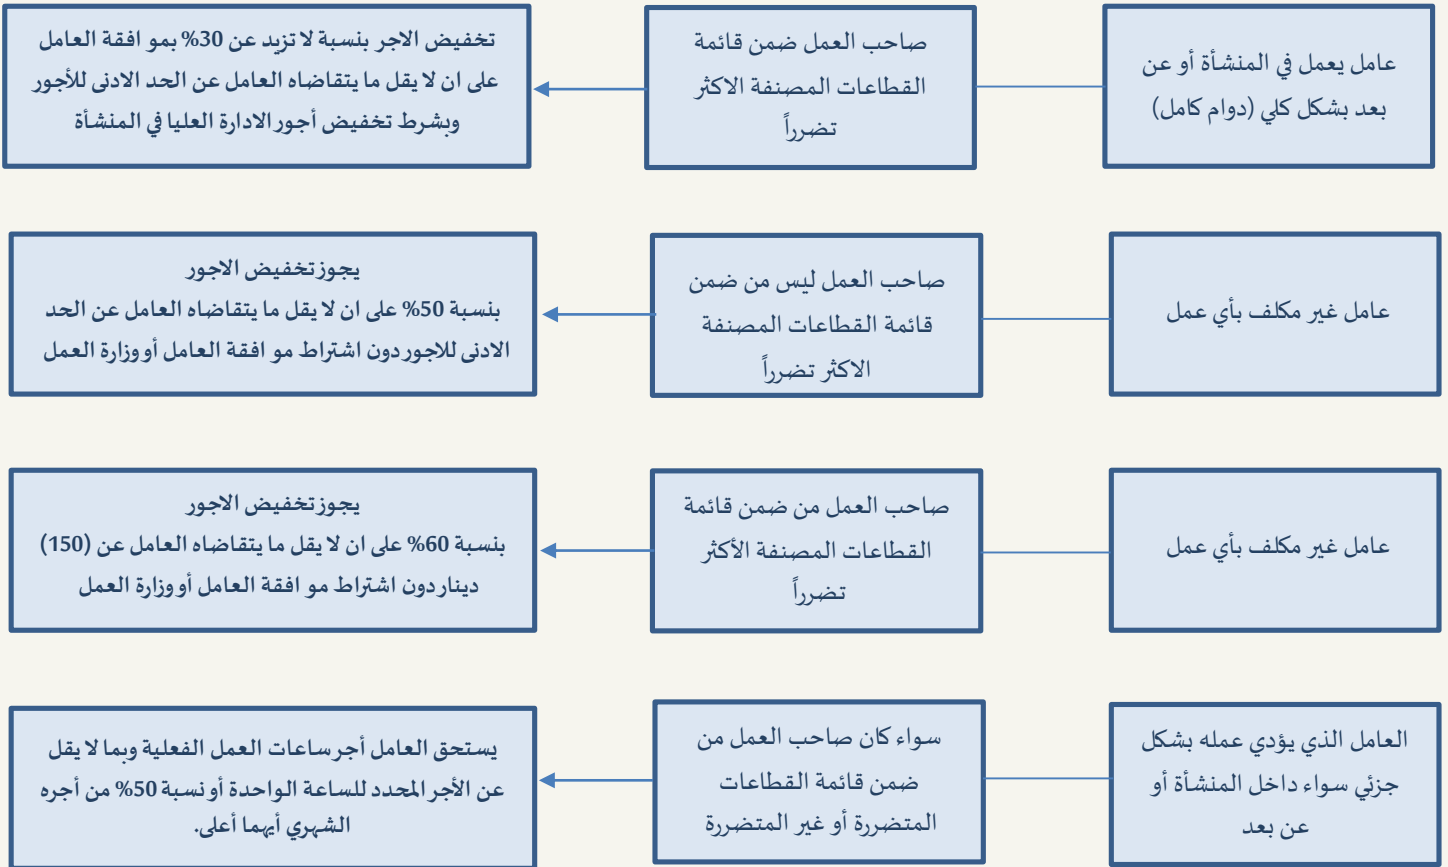 عامل يعمل في المنشأة أو عن
بعد بشكل كلي (دوام كامل)
صاحب العمل ضمن قائمة
القطاعات المصنفة الاكثر
تضرراً
تخفيض الاجر بنسبة لا تزيد عن 30% بموافقة العامل
على ان لا يقل ما يتقاضاه العامل عن الحد الادنى للأجور
وبشرط تخفيض أجور الادارة العليا في المنشأة
عامل غير مكلف بأي عمل
صاحب العمل ليس من ضمن
قائمة القطاعات المصنفة
الاكثر تضرراً
يجوز تخفيض الاجور
بنسبة 50% على ان لا يقل ما يتقاضاه العامل عن الحد
الادنى للاجور دون اشتراط موافقة العامل أو وزارة العمل
عامل غير مكلف بأي عمل
صاحب العمل من ضمن قائمة
القطاعات المصنفة الأكثر
تضرراً
يجوز تخفيض الاجور
بنسبة 60% على ان لا يقل ما يتقاضاه العامل عن (150)
دينار دون اشتراط موافقة العامل أو وزارة العمل
العامل الذي يؤدي عمله بشكل
جزئي سواء داخل المنشأة أو
عن بعد
سواء كان صاحب العمل من
ضمن قائمة القطاعات
المتضررة أو غير المتضررة
يستحق العامل أجر ساعات العمل الفعلية وبما لا يقل
عن الأجر المحدد للساعة الواحدة أو نسبة 50% من أجره
الشهري أيهما أعلى.